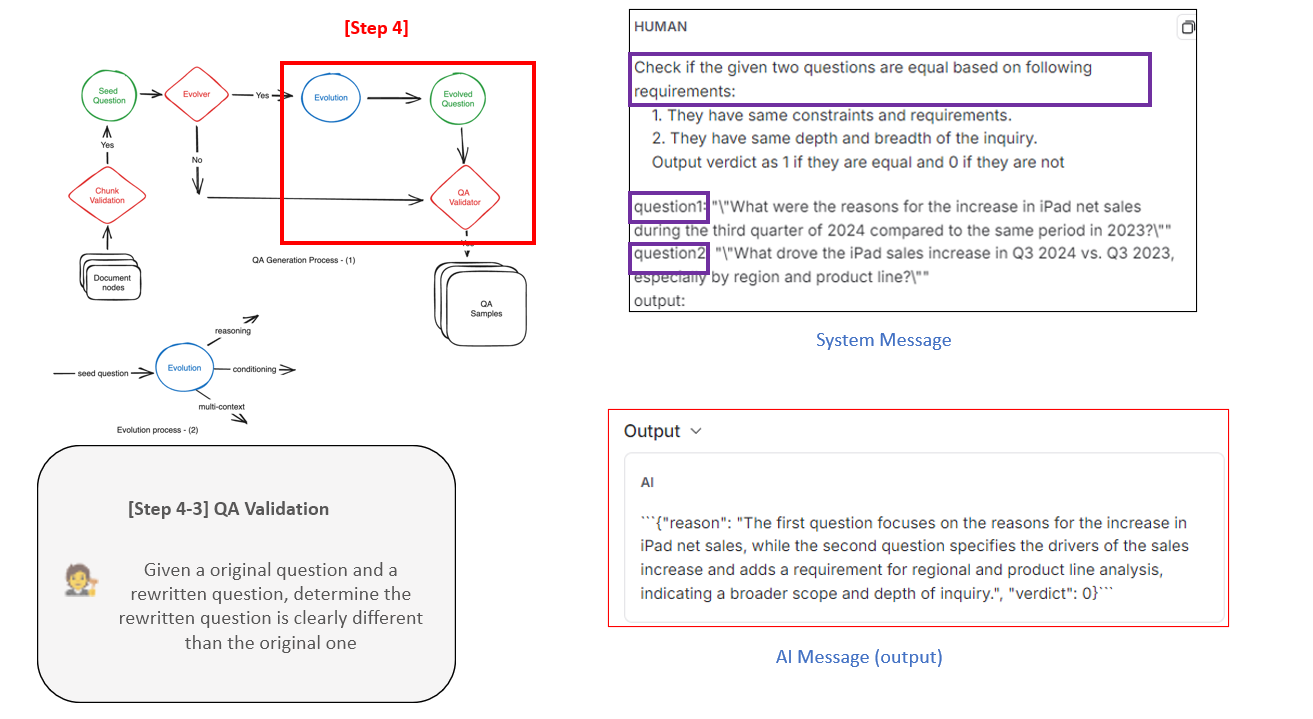 [Step 4]
Seed
Question
Evolver
Yes
Evolution
Evolved
Question
Yes
No
Chunk
Validation
QA
Validator
Yes
QA Generation Process - (1)
Document
nodes
QA
Samples
reasoning
seed question
Evolution
conditioning
multi-context
Evolution process - (2)
[Step 4-3] QA Validation
Given a original question and a
rewritten question, determine the
rewritten question is clearly different
than the original one
HUMAN
Check if the given two questions are equal based on following
requirements:
1. They have same constraints and requirements.
2. They have same depth and breadth of the inquiry.
Output verdict as 1 if they are equal and 0 if they are not
question1: "\"What were the reasons for the increase in iPad net sales
during the third quarter of 2024 compared to the same period in 2023?\""
question2: "\"What drove the iPad sales increase in Q3 2024 vs. Q3 2023,
especially by region and product line?\""
output:
System Message
Output
AI
```{"reason": "The first question focuses on the reasons for the increase in
iPad net sales, while the second question specifies the drivers of the sales
increase and adds a requirement for regional and product line analysis,
indicating a broader scope and depth of inquiry.", "verdict": 0}```
AI Message (output)